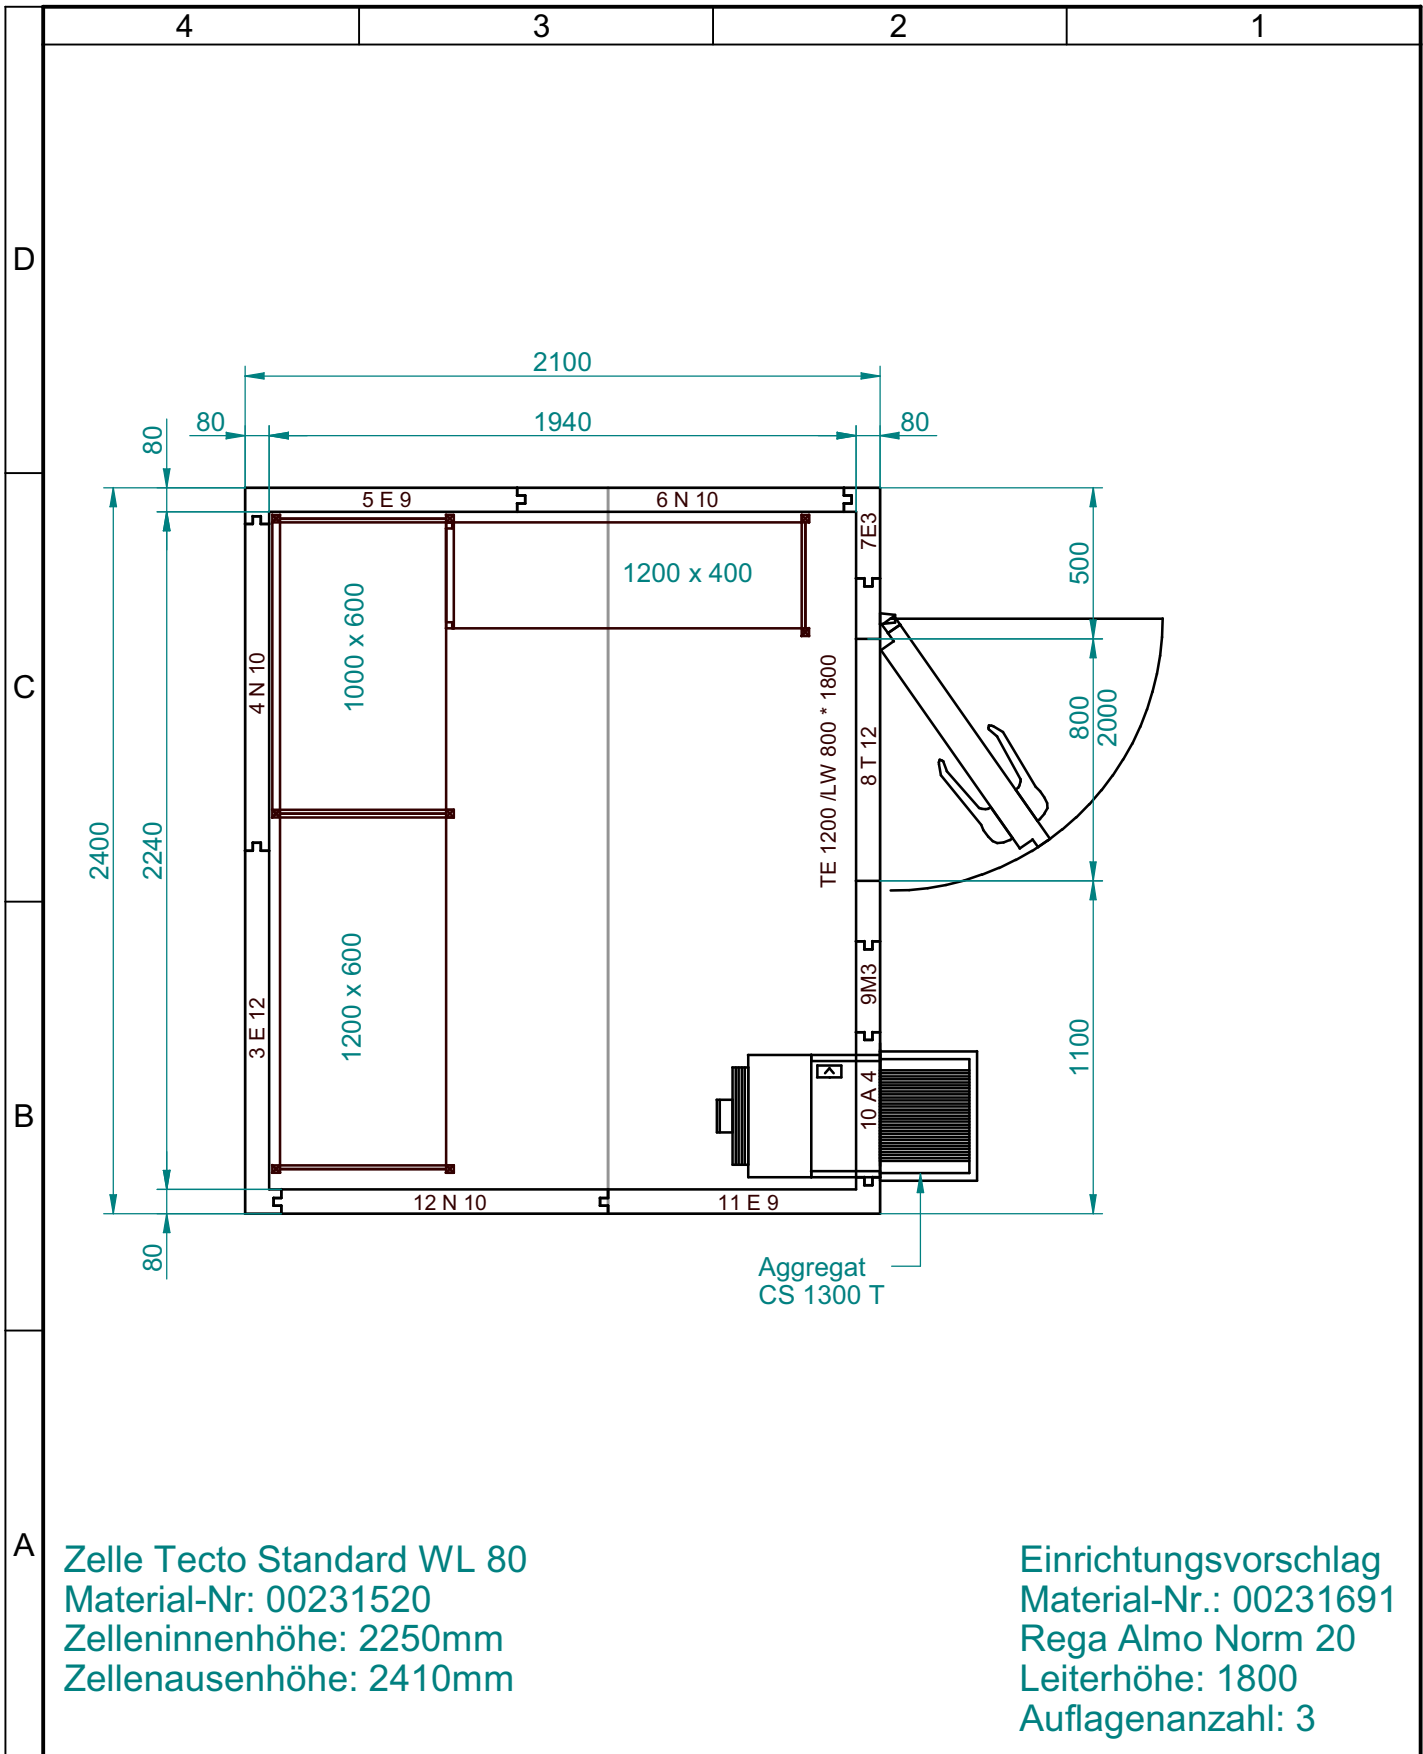 4
3
2
1
D
C
B
A
2100
80
1940
80
80
5 E 9
6 N 10
7E3
500
1200 x 400
1000 x 600
4 N 10
TE 1200 /LW 800 * 1800
8 T 12
800
2000
2400
2240
1200 x 600
3 E 12
9M3
1100
10 A 4
12 N 10
11 E 9
80
Aggregat
CS 1300 T
Zelle Tecto Standard WL 80
Material-Nr: 00231520
Zelleninnenhöhe: 2250mm
Zellenausenhöhe: 2410mm
Einrichtungsvorschlag
Material-Nr.: 00231691
Rega Almo Norm 20
Leiterhöhe: 1800
Auflagenanzahl: 3